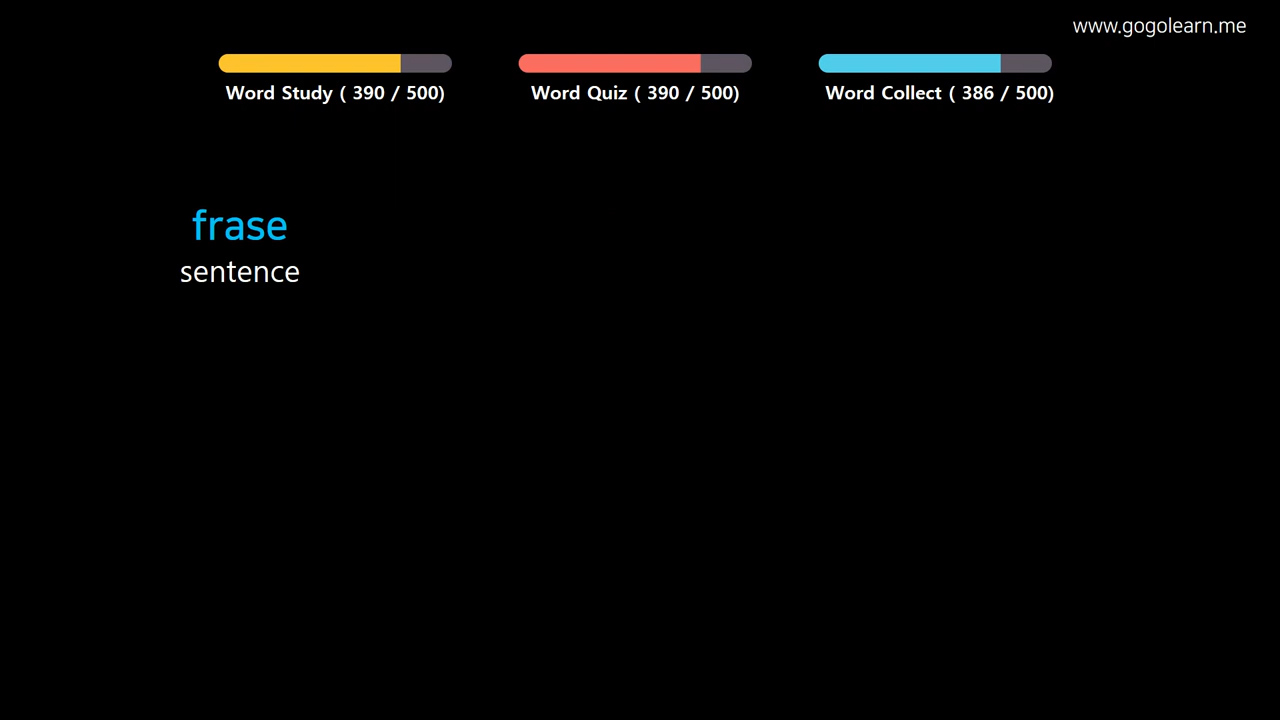 www.gogolearn.me
Word Study ( 390 / 500)
Word Quiz ( 390 / 500)
Word Collect ( 386 / 500)
frase
sentence